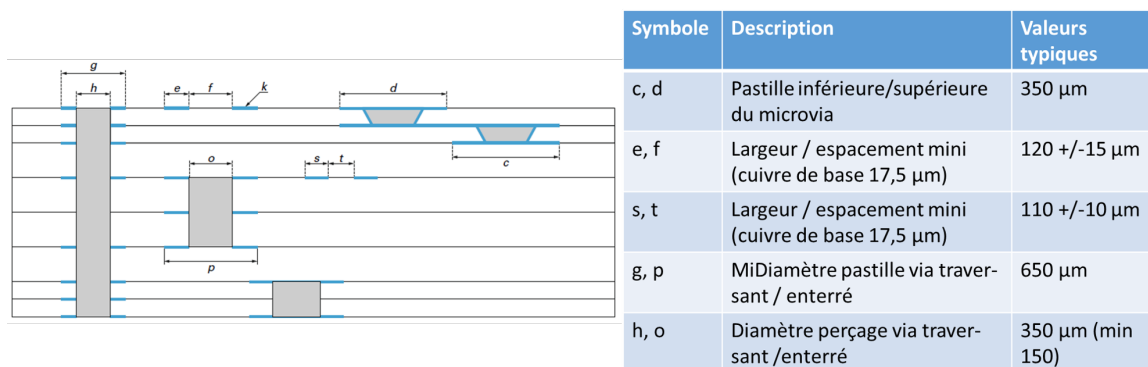 g
h
e
f
k
d
c
o
s
t
p
Symbole Description Valeurs
typiques
c, d Pastille inférieure/supérieure 350 µm
du microvia
e, f Largeur / espacement mini 120 +/-15 µm
(cuivre de base 17,5 µm)
s, t Largeur / espacement mini 110 +/-10 µm
(cuivre de base 17,5 µm)
g, p MiDiamètre pastille via traver- 650 µm
sant / enterré
h, o Diamètre perçage via traver- 350 µm (min
sant /enterré 150)